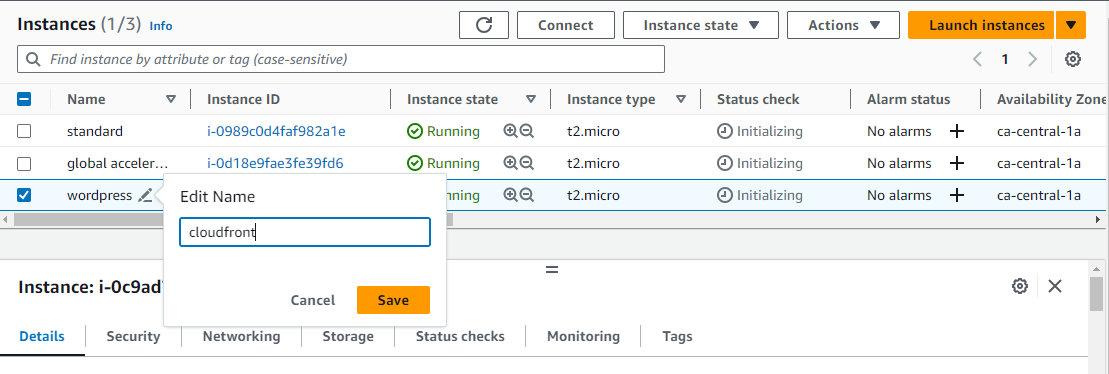 Instances (1/3) Info Connect Instance state Actions Launch instances
Find instance by attribute or tag (case-sensitive) 1
Name Instance ID Instance state Instance type Status check Alarm status Availability Zone
standard i-0989c0d4faf982a1e Running t2.micro Initializing No alarms + ca-central-1a
global acceler... i-0d18e9fae3fe39fd6 Running t2.micro Initializing No alarms + ca-central-1a
wordpress t2.micro Initializing No alarms + ca-central-1a
Edit Name
cloudfront
Instance:
Cancel Save
Details Security Networking Storage Status checks Monitoring Tags